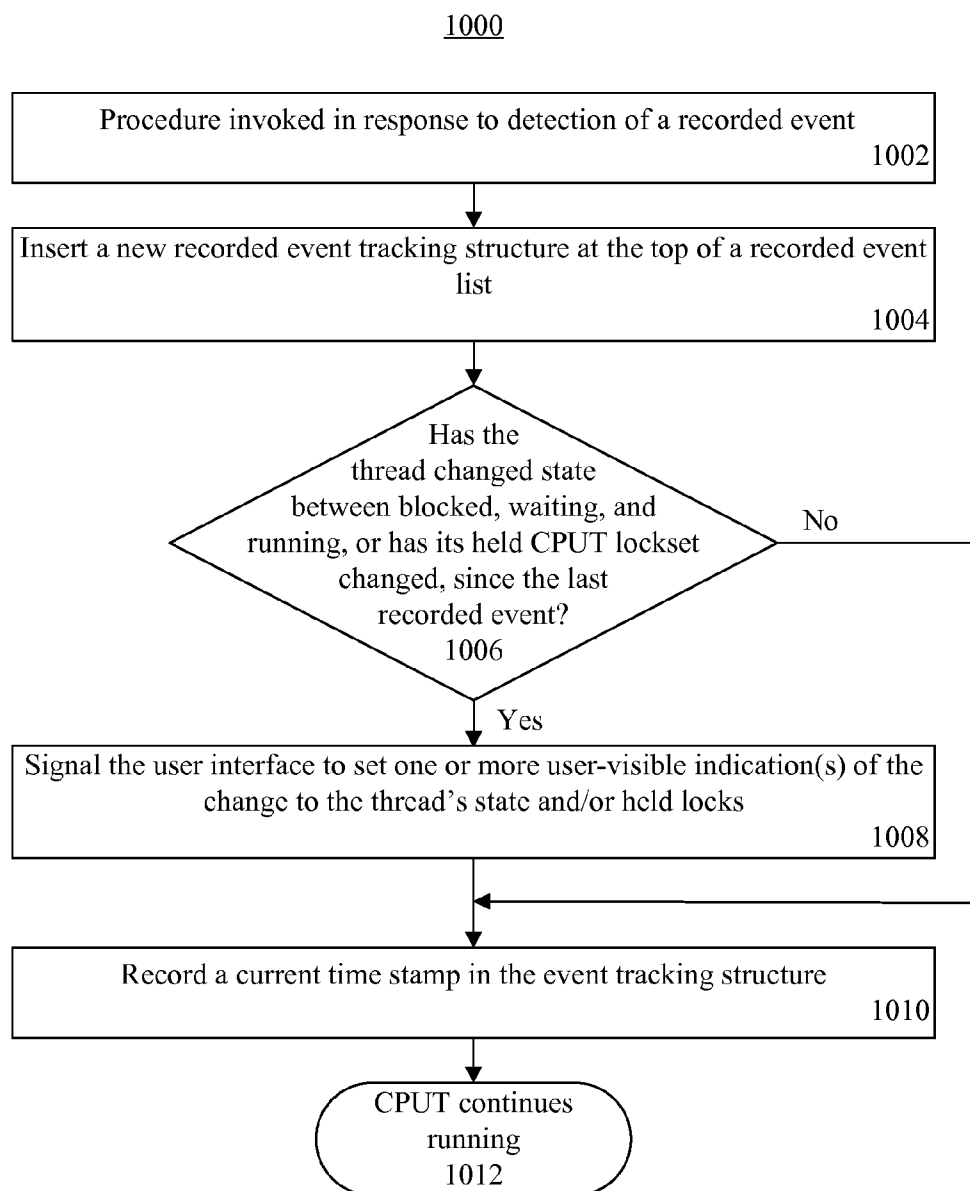 1000
Procedure invoked in response to detection of a recorded event
1002
Insert a new recorded event tracking structure at the top of a recorded event
list
1004
Has the
thread changed state
between blocked, waiting, and
running, or has its held CPUT lockset
changed, since the last
recorded event?
1006
No
Yes
Signal the user interface to set one or more user-visible indication(s) of the
change to the thread's state and/or held locks
1008
Record a current time stamp in the event tracking structure
1010
CPUT continues
running
1012